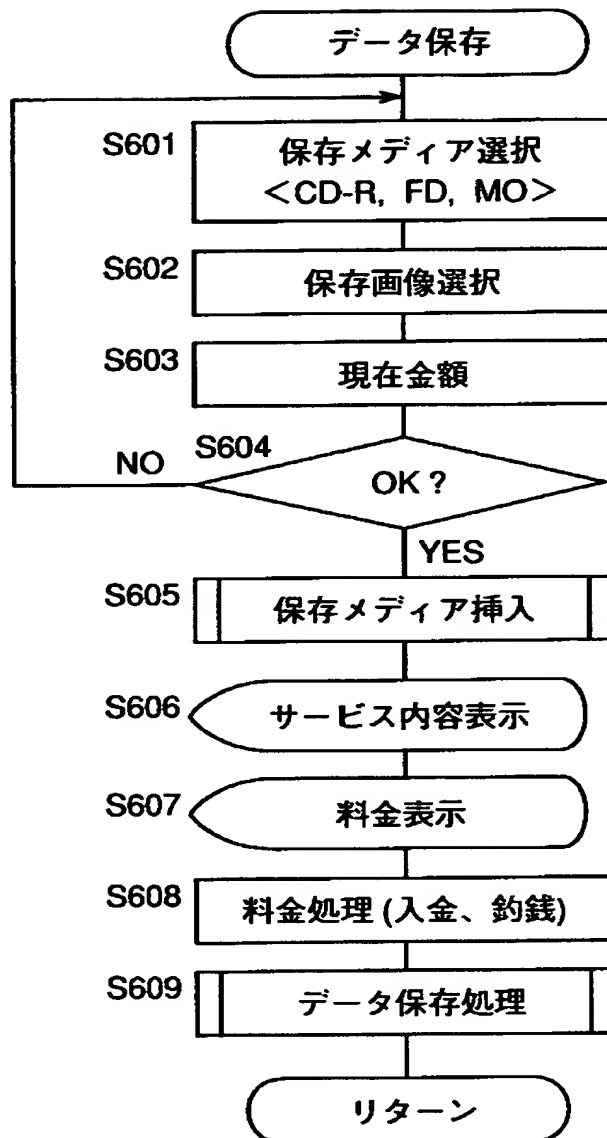 データ保存
S601
保存メディア選択
<CD-R, FD, MO>
S602
保存画像選択
S603
現在金額
S604
NO
OK ?
YES
S605
保存メディア挿入
S606
サービス内容表示
S607
料金表示
S608
料金処理 (入金、釣銭)
S609
データ保存処理
リターン